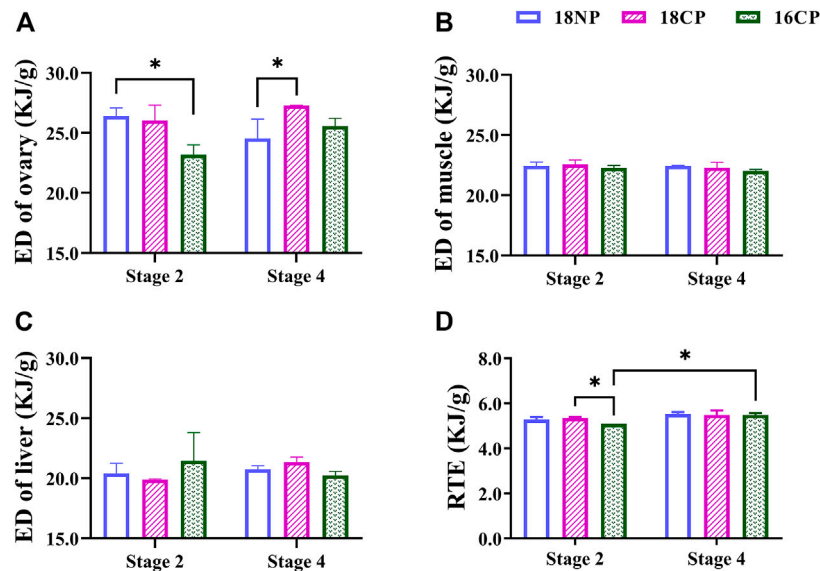 A
B
18NP 18CP 16CP
ED of ovary (KJ/g)
30.0
25.0
20.0
15.0
*
*
Stage 2 Stage 4
ED of muscle (KJ/g)
30.0
25.0
20.0
15.0
Stage 2 Stage 4
C
D
ED of liver (KJ/g)
30.0
25.0
20.0
15.0
Stage 2 Stage 4
RTE (KJ/g)
8.0
6.0
4.0
2.0
0.0
*
*
Stage 2 Stage 4